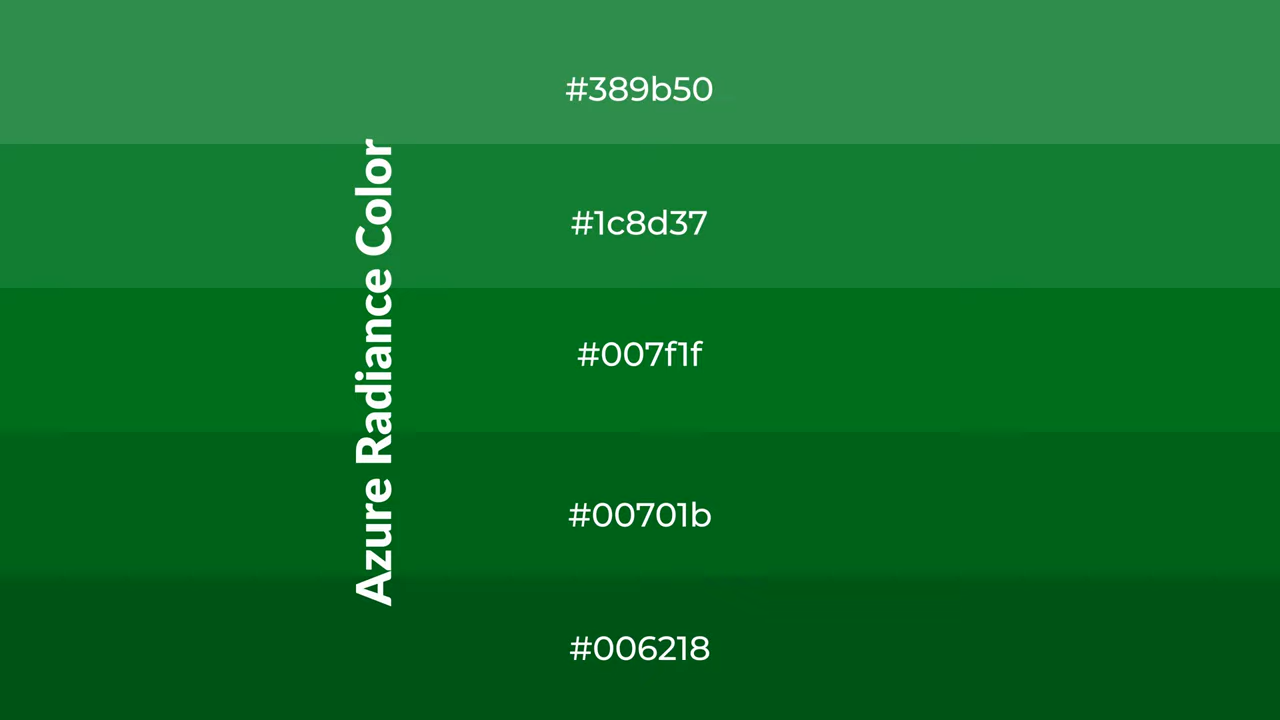 Azure Radiance Color
#389b50
#1c8d37
#007f1f
#00701b
#006218